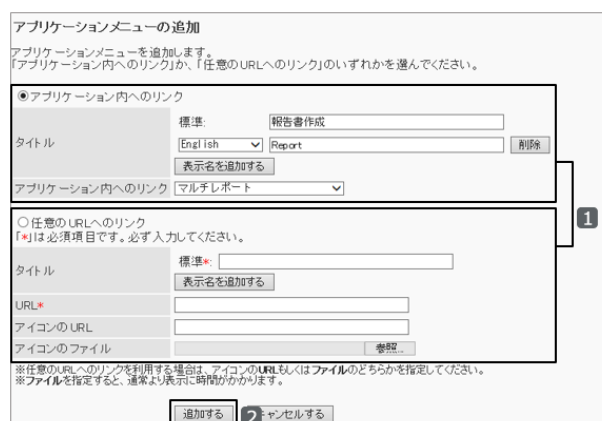 アプリケーションメニューの追加
アプリケーションメニューを追加します。
「アプリケーション内へのリンク」か、「任意のURLへのリンク」のいずれかを選んでください。
アプリケーション内へのリンク
標準: 報告書作成
タイトル English Report 削除
表示名を追加する
アプリケーション内へのリンク マルチレポート
1
任意のURLへのリンク
「*」は必須項目です。必ず入力してください。
タイトル 標準*:
表示名を追加する
URL*
アイコンのURL
アイコンのファイル 参照...
※任意のURLへのリンクを利用する場合は、アイコンのURLもしくはファイルのどちらかを指定してください。
※ファイルを指定すると、通常より表示に時間がかかります。
追加する 2 キャンセルする